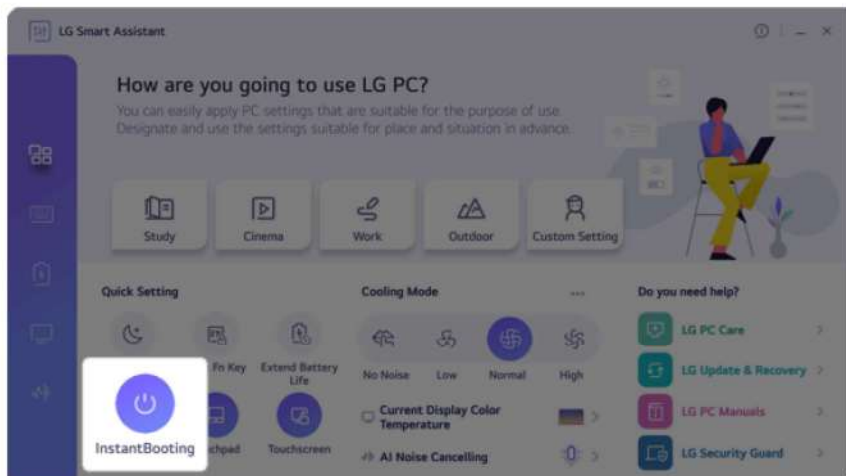 LG Smart Assistant
How are you going to use LG PC?
You can easily apply PC settings that are suitable for the purpose of use.
Designate and use the settings suitable for place and situation in advance.
Study
Cinema
Work
Outdoor
Custom Setting
Quick Setting
Fn Key
Extend Battery
Life
InstantBooting
Touchscreen
Cooling Mode
No Noise
Low
Normal
High
Current Display Color
Temperature
AI Noise Cancelling
Do you need help?
LG PC Care
LG Update & Recovery
LG PC Manuals
LG Security Guard